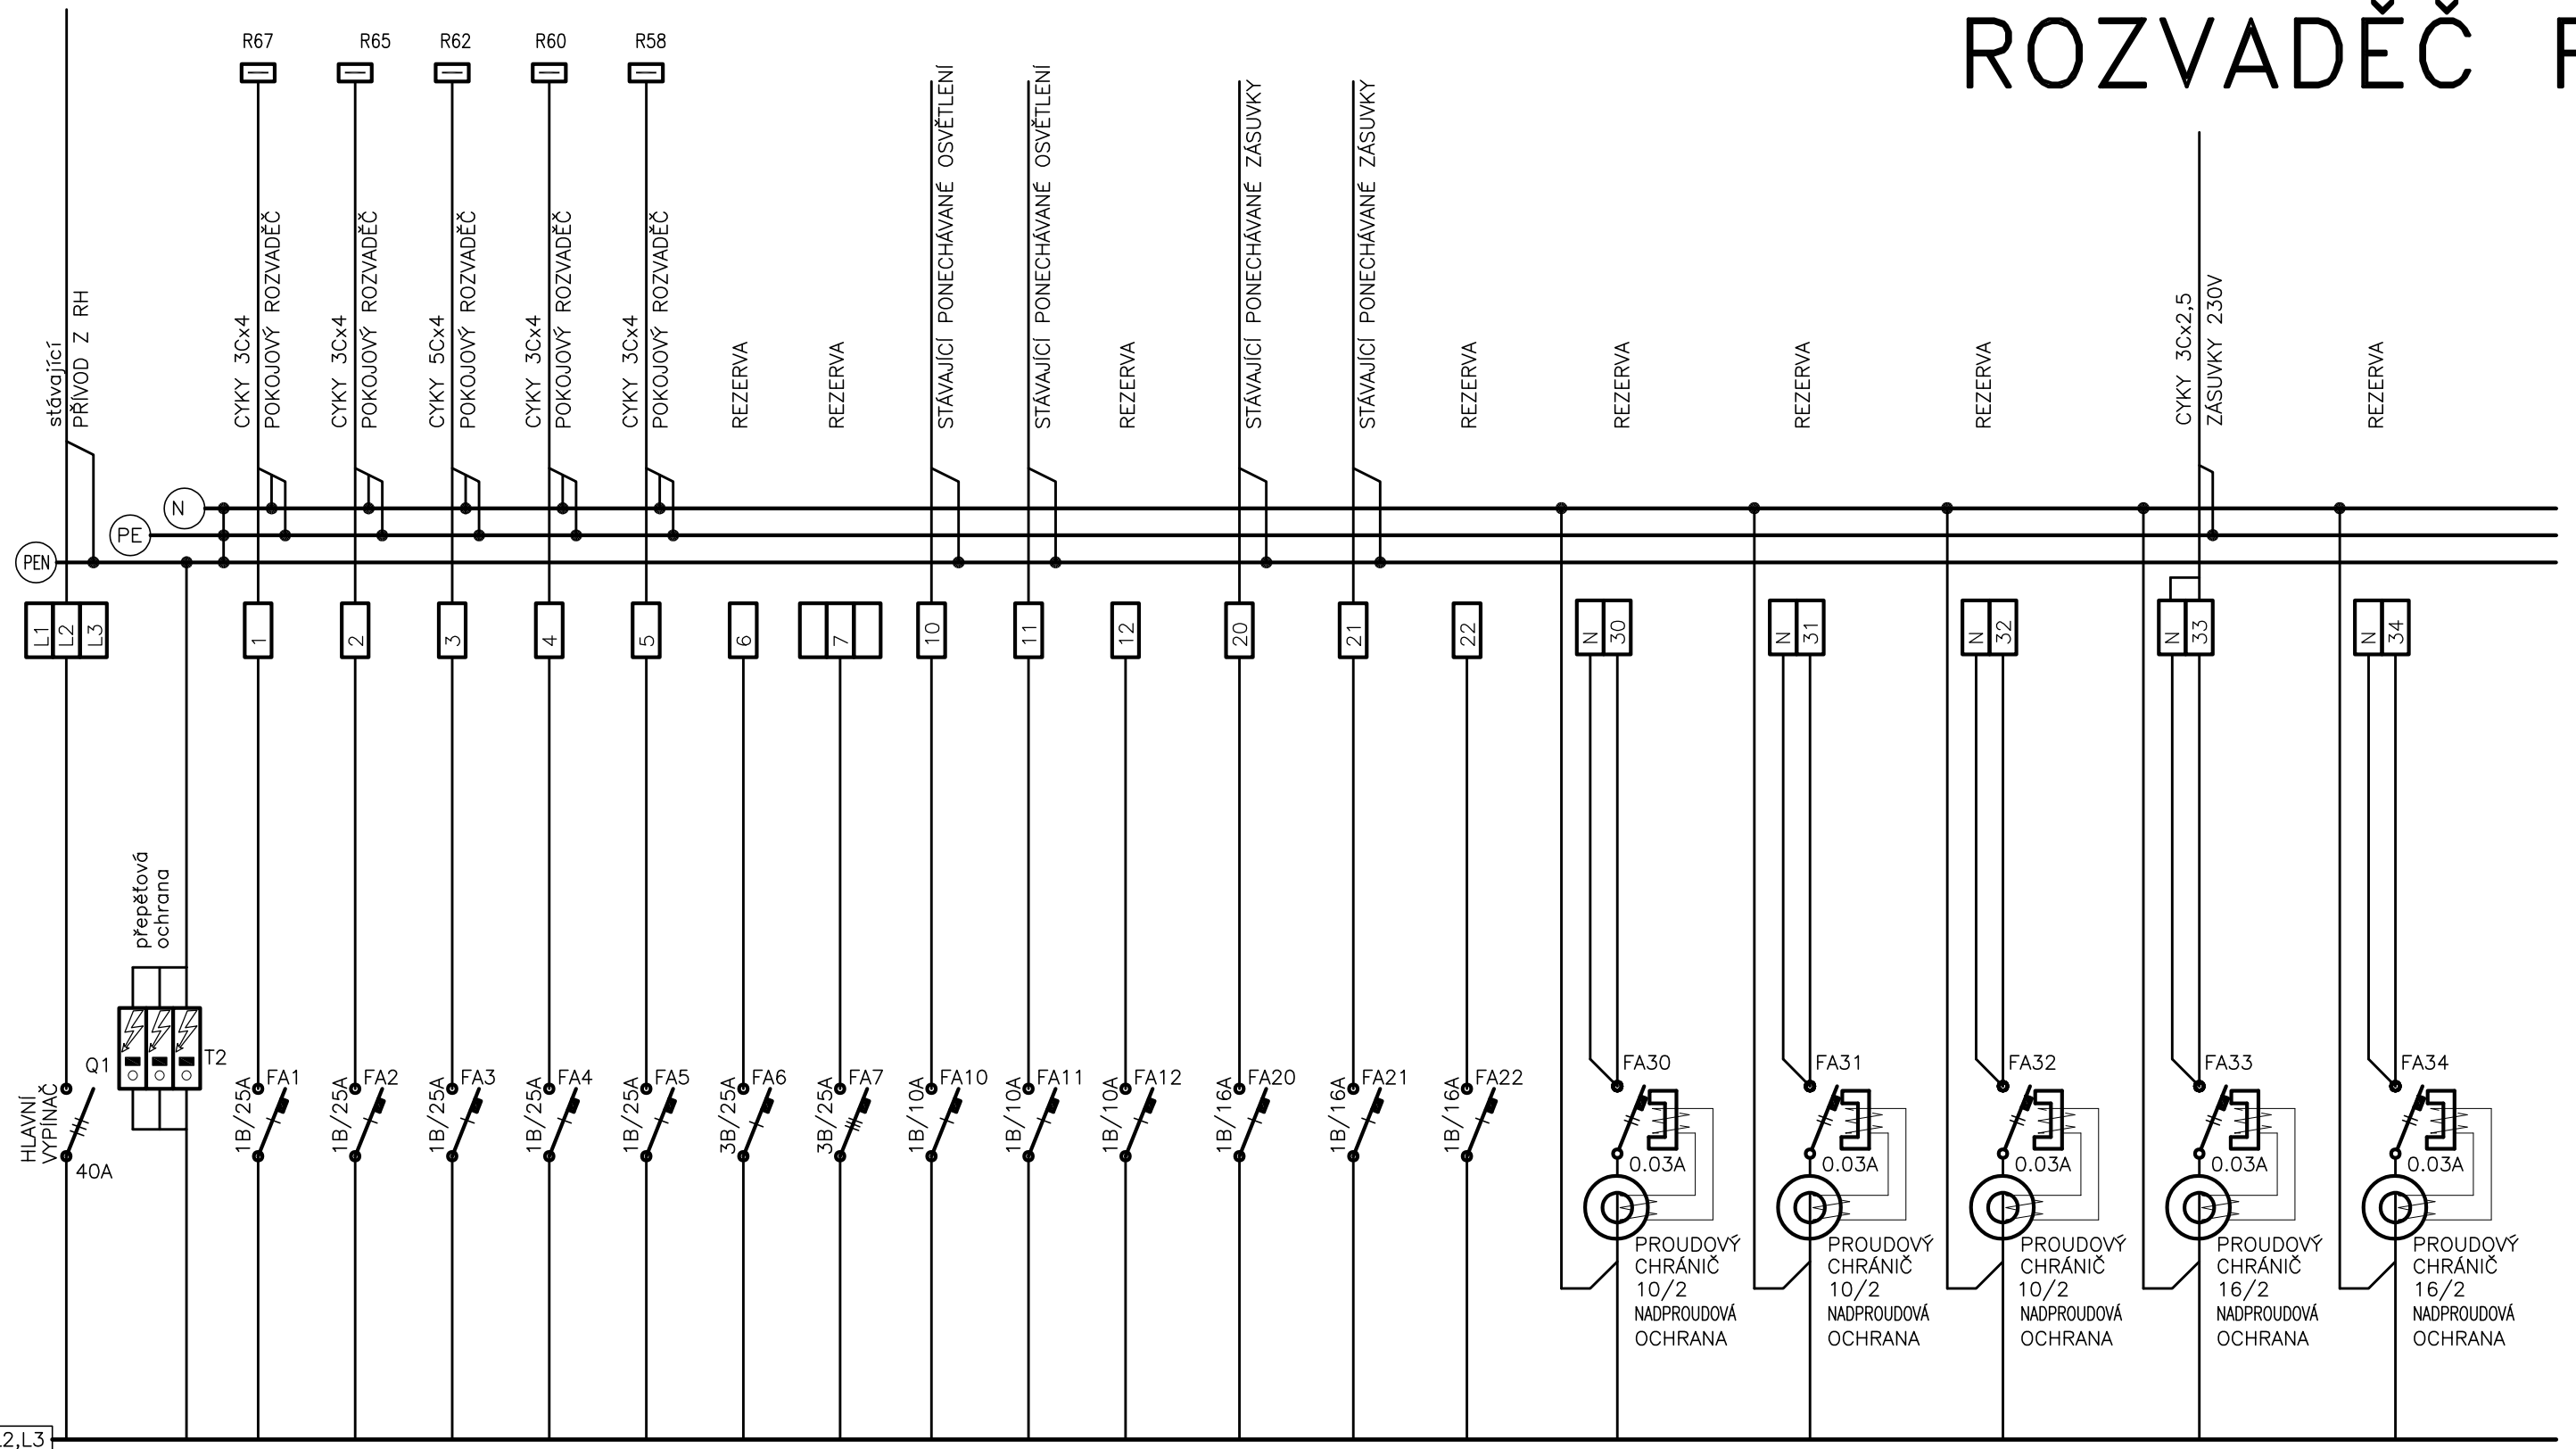 ROZVADĚČ
R67
R65
R62
R60
R58
stávající
PŘÍVOD Z RH
CYKY 3Cx4
POKOJOVÝ ROZVADĚČ
CYKY 3Cx4
POKOJOVÝ ROZVADĚČ
CYKY 5Cx4
POKOJOVÝ ROZVADĚČ
CYKY 3Cx4
POKOJOVÝ ROZVADĚČ
CYKY 3Cx4
POKOJOVÝ ROZVADĚČ
REZERVA
REZERVA
STÁVAJÍCÍ PONECHÁVANÉ OSVĚTLENÍ
STÁVAJÍCÍ PONECHÁVANÉ OSVĚTLENÍ
REZERVA
STÁVAJÍCÍ PONECHÁVANÉ ZÁSUVKY
STÁVAJÍCÍ PONECHÁVANÉ ZÁSUVKY
REZERVA
REZERVA
REZERVA
REZERVA
CYKY 3Cx2,5
ZÁSUVKY 230V
REZERVA
N
PE
PEN
L1
L2
L3
1
2
3
4
5
6
7
10
11
12
20
21
22
N
30
N
31
N
32
N
33
N
34
přepěťová
ochrana
HLAVNÍ
VYPÍNAČ
Q1
40A
T2
1B/25A
FA1
1B/25A
FA2
1B/25A
FA3
1B/25A
FA4
1B/25A
FA5
3B/25A
FA6
3B/25A
FA7
1B/10A
FA10
1B/10A
FA11
1B/10A
FA12
1B/16A
FA20
1B/16A
FA21
1B/16A
FA22
FA30
0.03A
PROUDOVÝ
CHRÁNIČ
10/2
NADPROUDOVÁ
OCHRANA
FA31
0.03A
PROUDOVÝ
CHRÁNIČ
10/2
NADPROUDOVÁ
OCHRANA
FA32
0.03A
PROUDOVÝ
CHRÁNIČ
10/2
NADPROUDOVÁ
OCHRANA
FA33
0.03A
PROUDOVÝ
CHRÁNIČ
16/2
NADPROUDOVÁ
OCHRANA
FA34
0.03A
PROUDOVÝ
CHRÁNIČ
16/2
NADPROUDOVÁ
OCHRANA
2,L3